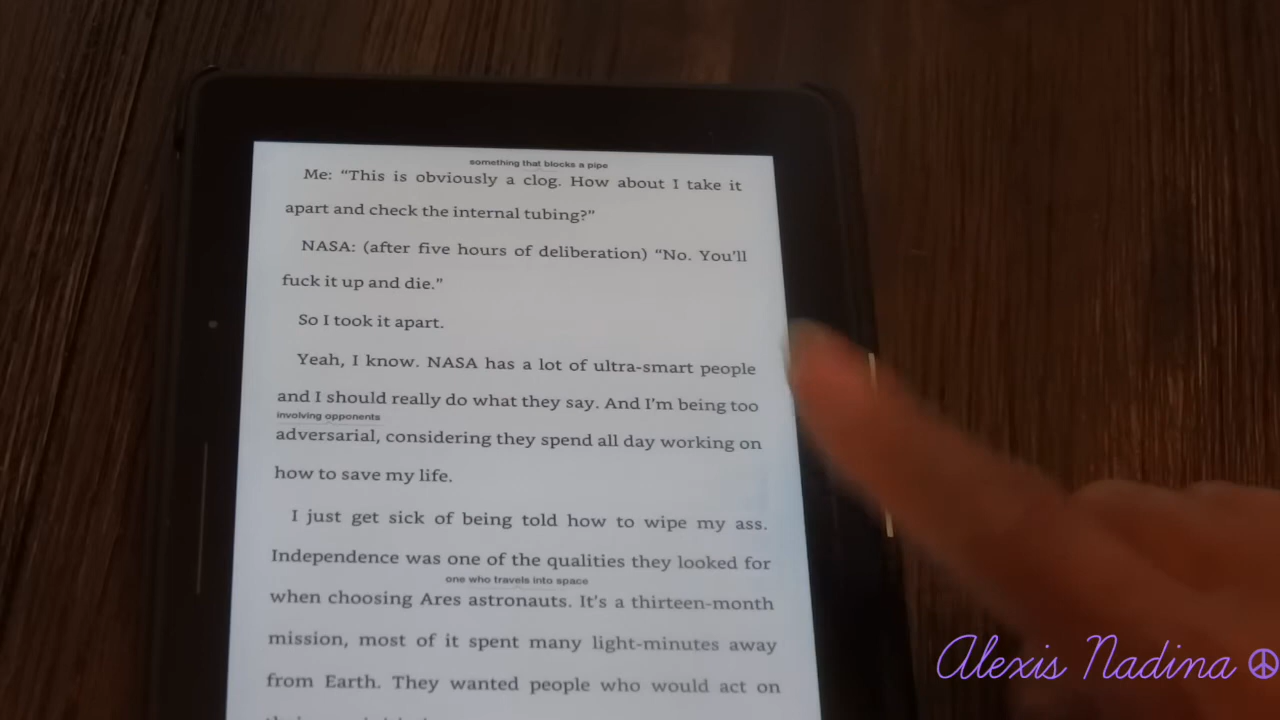 something that blocks a pipe
Me: “This is obviously a clog. How about I take it
apart and check the internal tubing?”
NASA: (after five hours of deliberation) “No. You’ll
fuck it up and die.”
So I took it apart.
Yeah, I know. NASA has a lot of ultra-smart people
and I should really do what they say. And I’m being too
involving opponents
adversarial, considering they spend all day working on
how to save my life.
I just get sick of being told how to wipe my ass.
Independence was one of the qualities they looked for
one who travels into space
when choosing Ares astronauts. It’s a thirteen-month
mission, most of it spent many light-minutes away
from Earth. They wanted people who would act on
Alexis Nadina